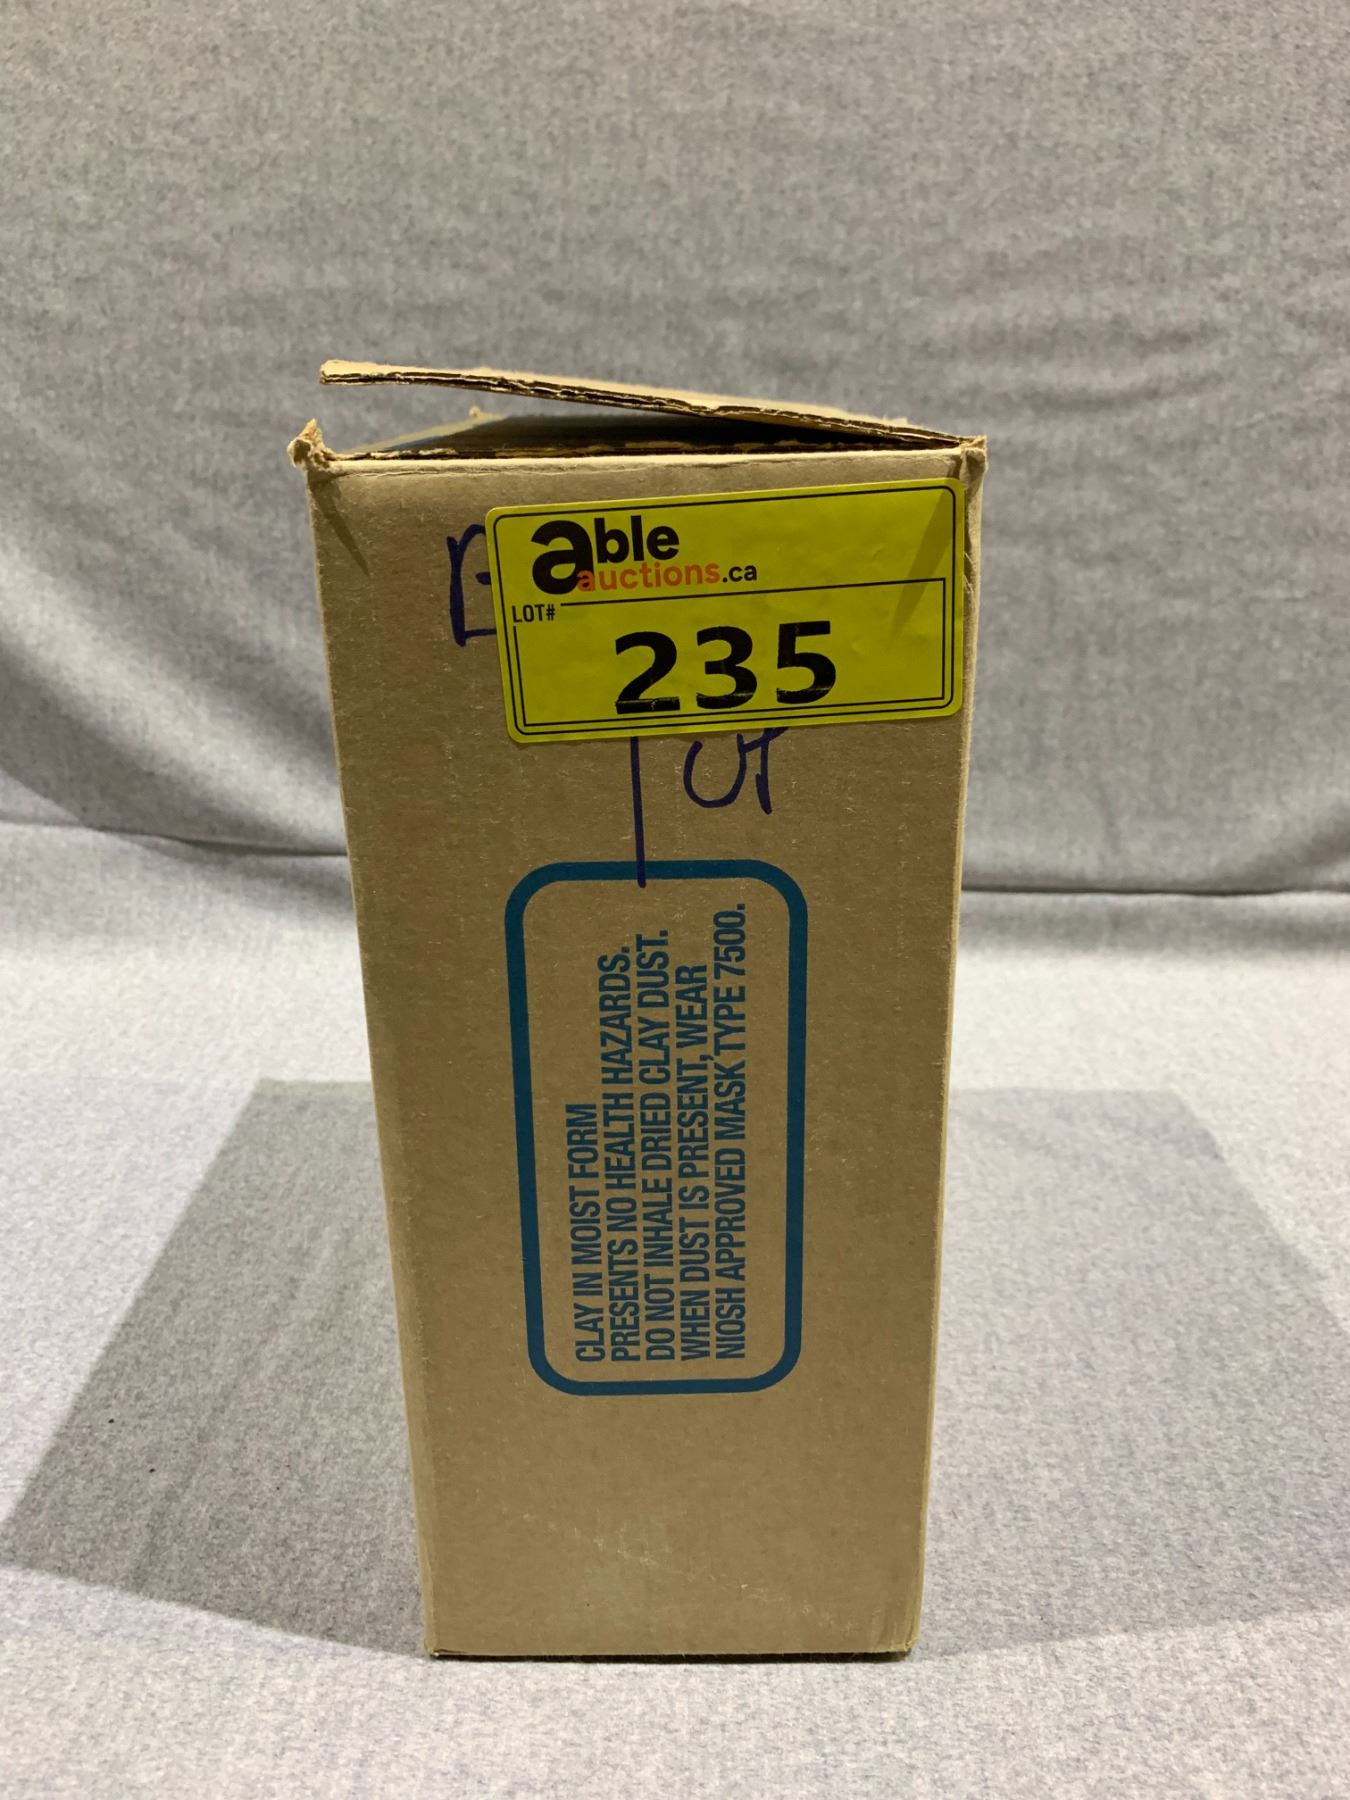 able
auctions.ca
LOT#
235
CLAY IN MOIST FORM
PRESENTS NO HEALTH HAZARDS.
DO NOT INHALE DRIED CLAY DUST.
WHEN DUST IS PRESENT, WEAR
NIOSH APPROVED MASK TYPE 7500.